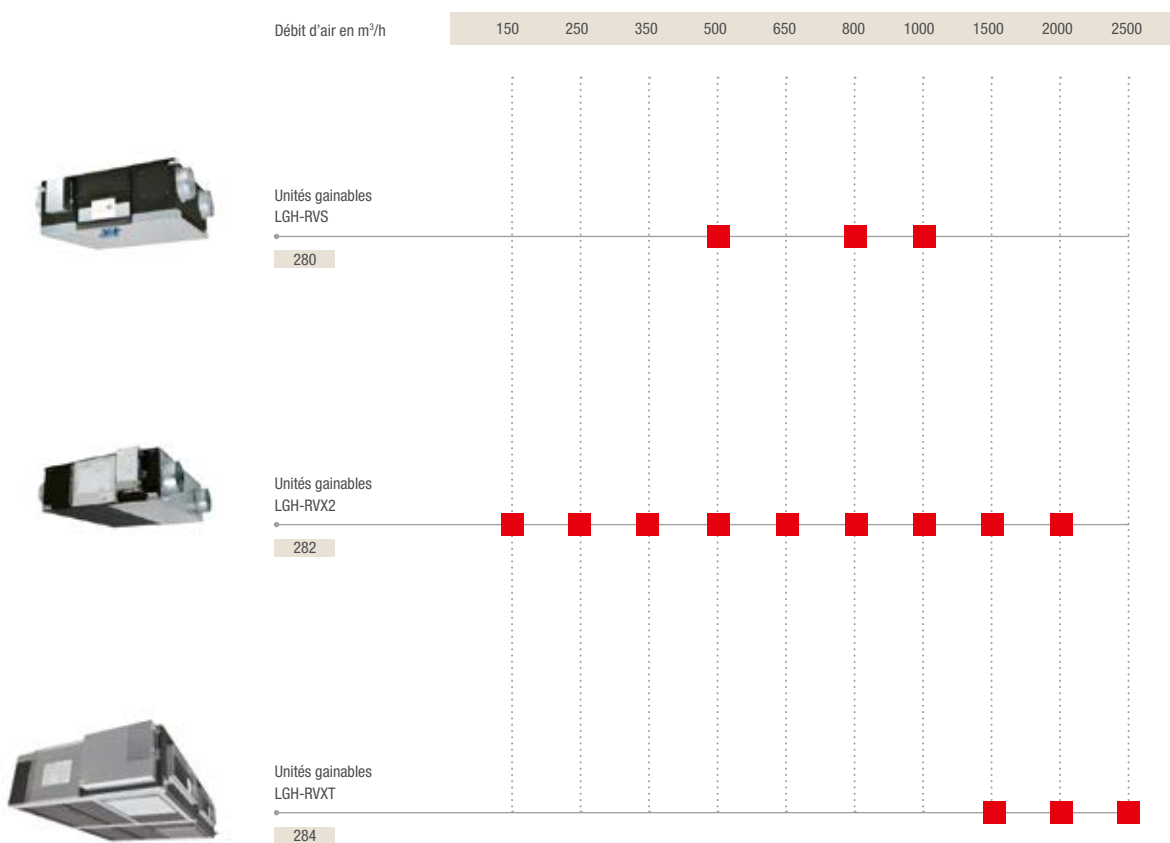 Débit d'air en m³/h 150 250 350 500 650 800 1000 1500 2000 2500
Unités gainables
LGH-RVS
280
Unités gainables
LGH-RVX2
282
Unités gainables
LGH-RVXT
284